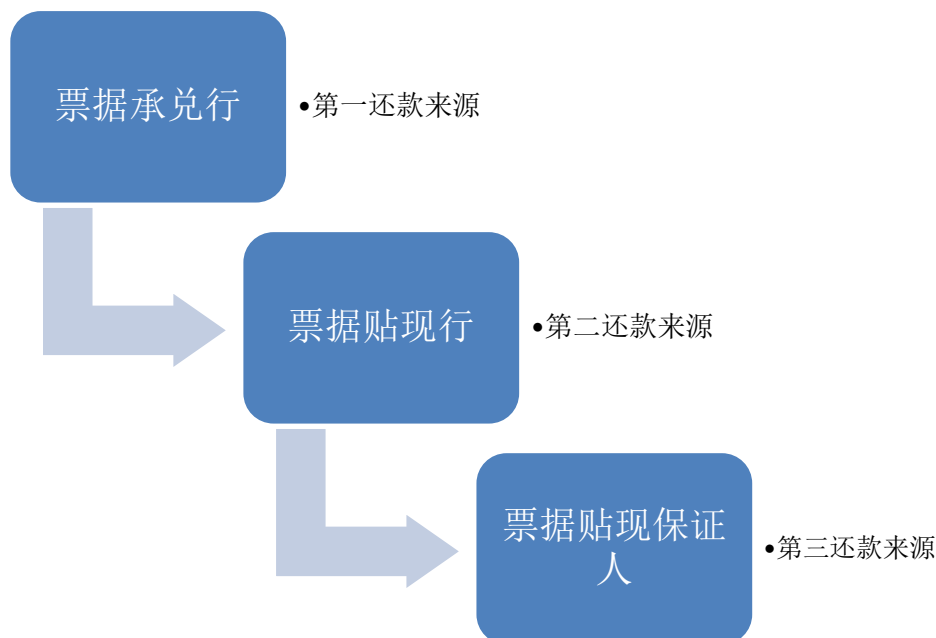 票据承兑行
•第一还款来源
票据贴现行
•第二还款来源
票据贴现保证
人
•第三还款来源